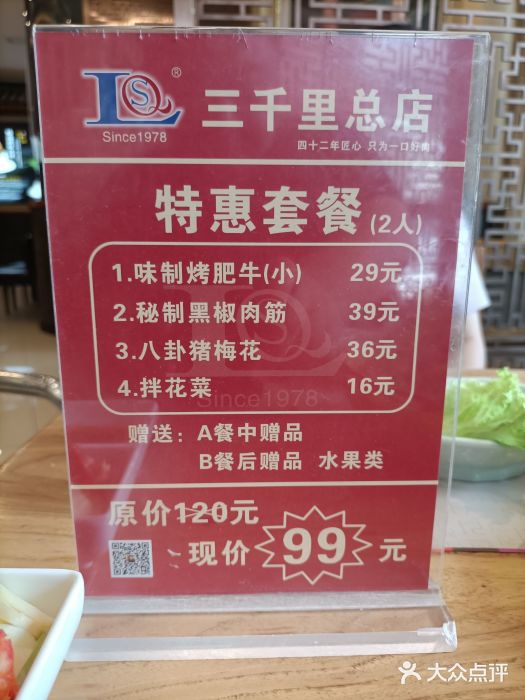 LSQ®
Since1978
三千里总店
四十二年匠心 只为一口好肉
特惠套餐(2人)
1.味制烤肥牛(小) 29元
2.秘制黑椒肉筋 39元
3.八卦猪梅花 36元
4.拌花菜 16元
Since1978
赠送：A餐中赠品
B餐后赠品 水果类
原价120元
现价99元
大众点评